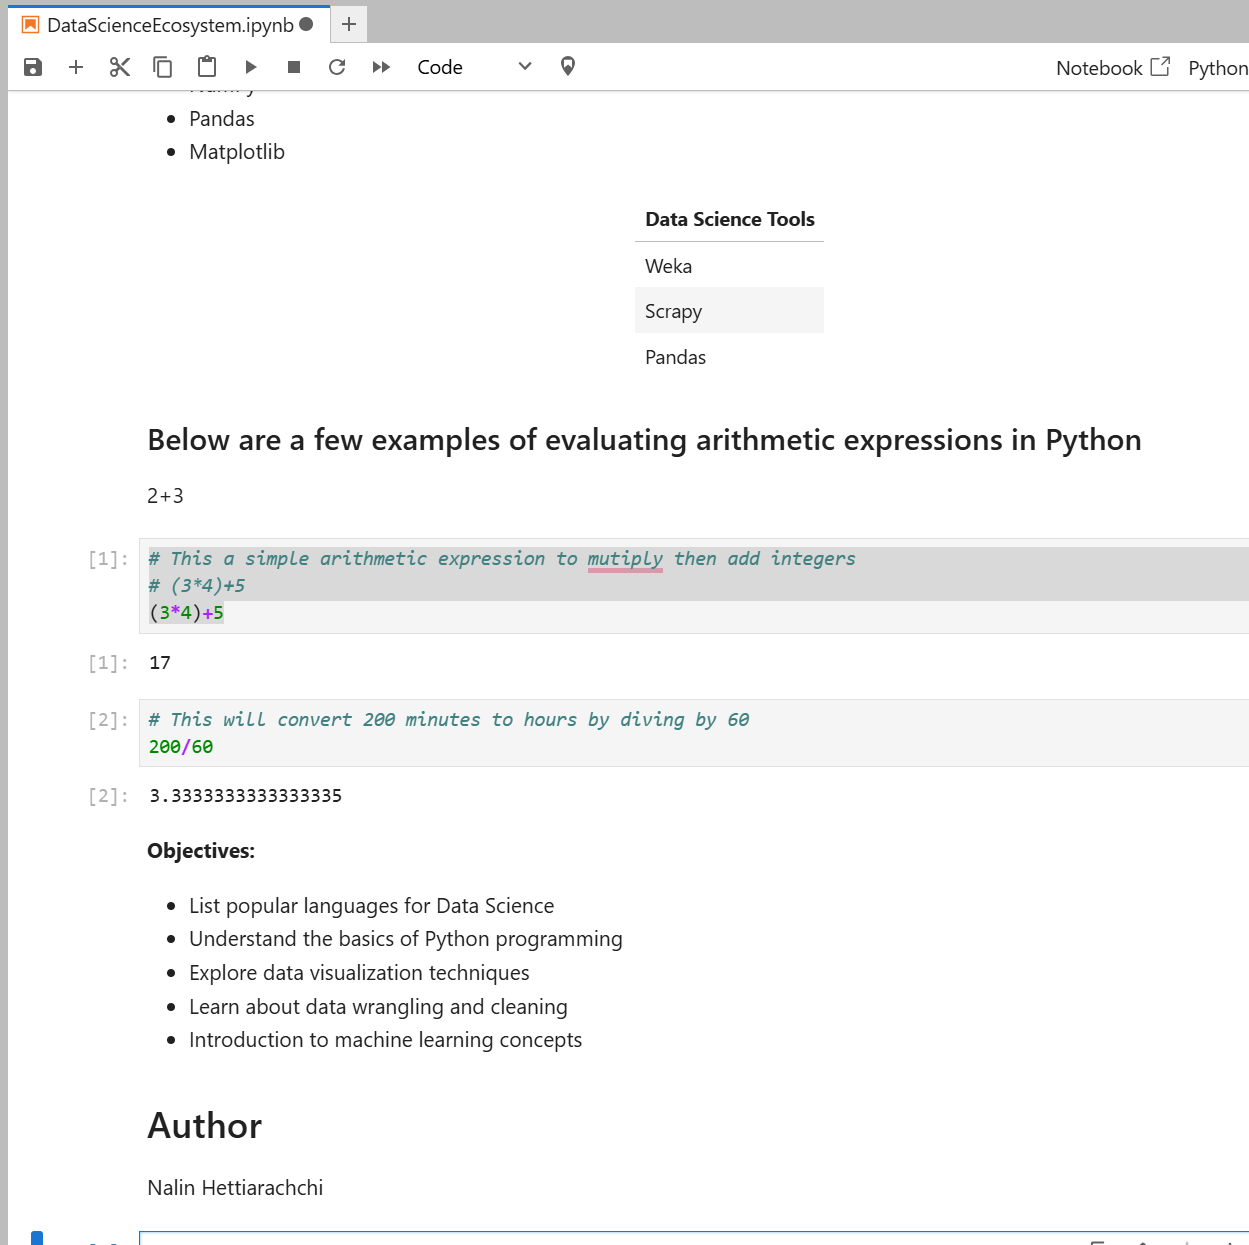 DataScienceEcosystem.ipynb
Code
Notebook Python
Pandas
Matplotlib
Data Science Tools
Weka
Scrapy
Pandas
Below are a few examples of evaluating arithmetic expressions in Python
2+3
[1]: # This a simple arithmetic expression to mutiply then add integers
# (3*4)+5
(3*4)+5
[1]: 17
[2]: # This will convert 200 minutes to hours by diving by 60
200/60
[2]: 3.3333333333333335
Objectives:
List popular languages for Data Science
Understand the basics of Python programming
Explore data visualization techniques
Learn about data wrangling and cleaning
Introduction to machine learning concepts
Author
Nalin Hettiarachchi